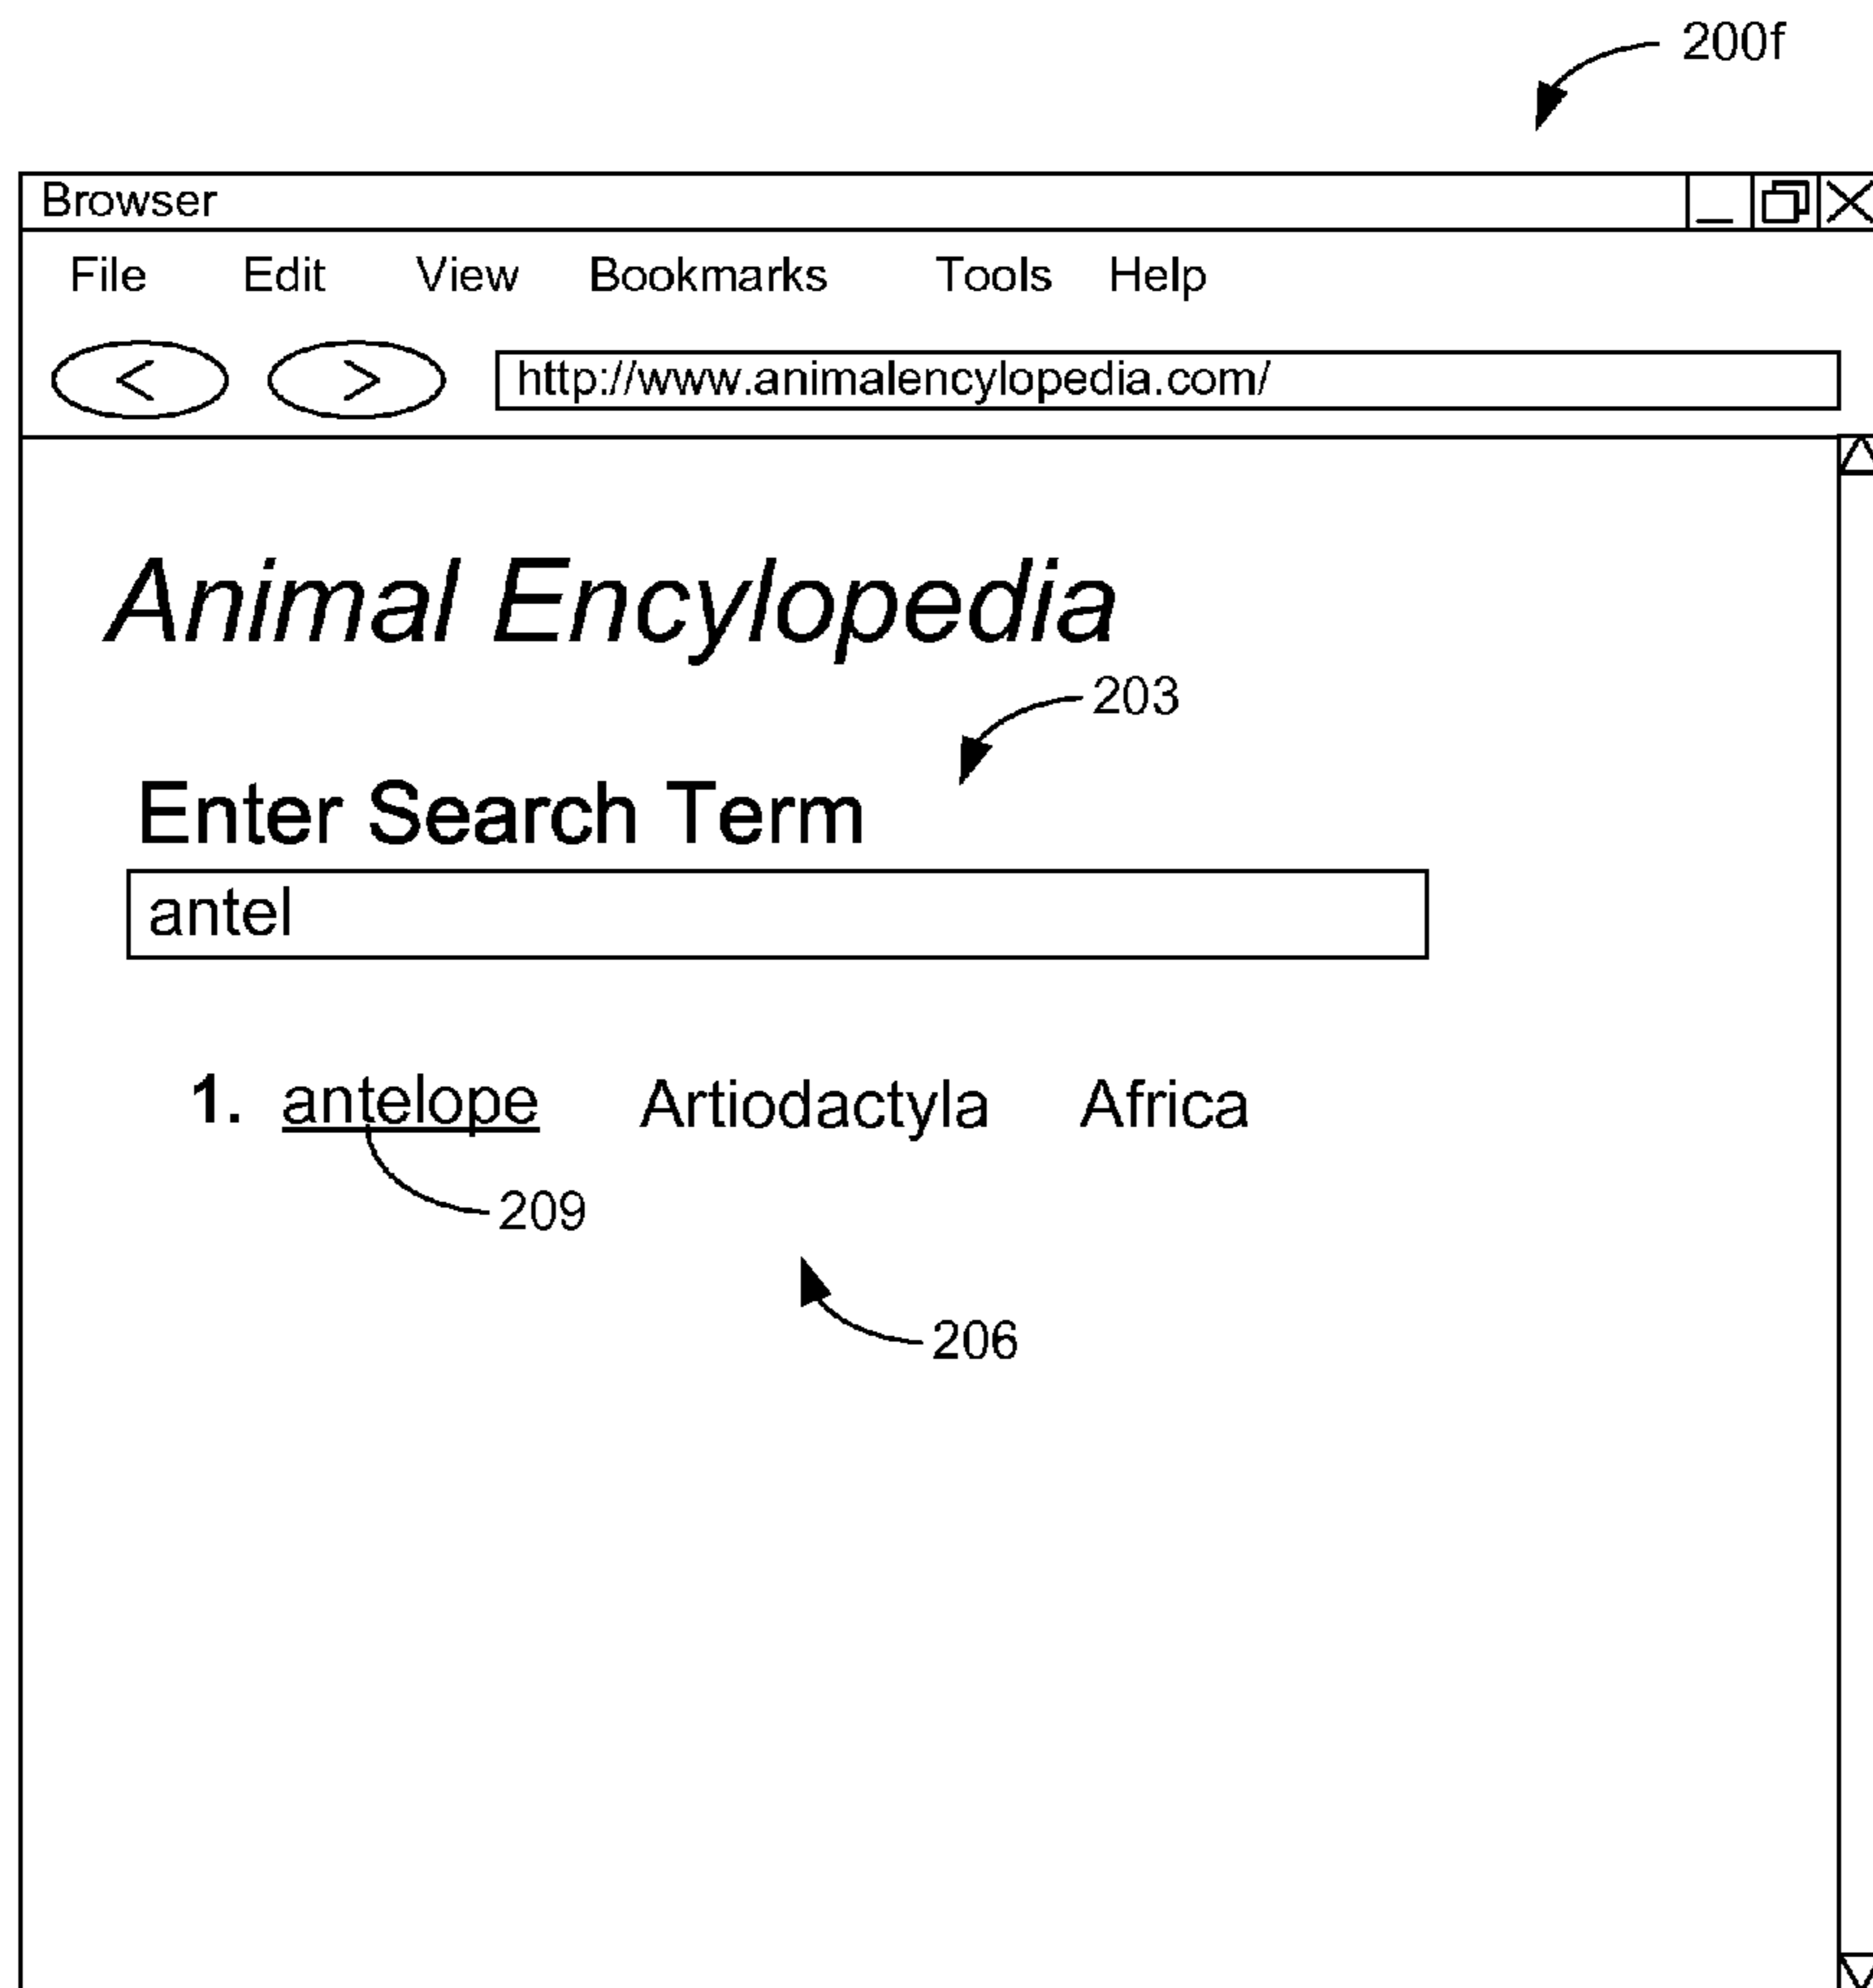 200f
Browser
File Edit View Bookmarks Tools Help
< > http://www.animalencylopedia.com/
Animal Encylopedia
203
Enter Search Term
antel
1. antelope Artiodactyla Africa
209
206